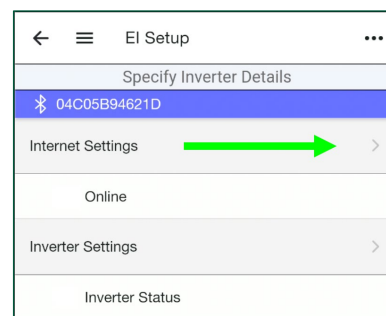 EI Setup
Specify Inverter Details
04C05B94621D
Internet Settings
Online
Inverter Settings
Inverter Status